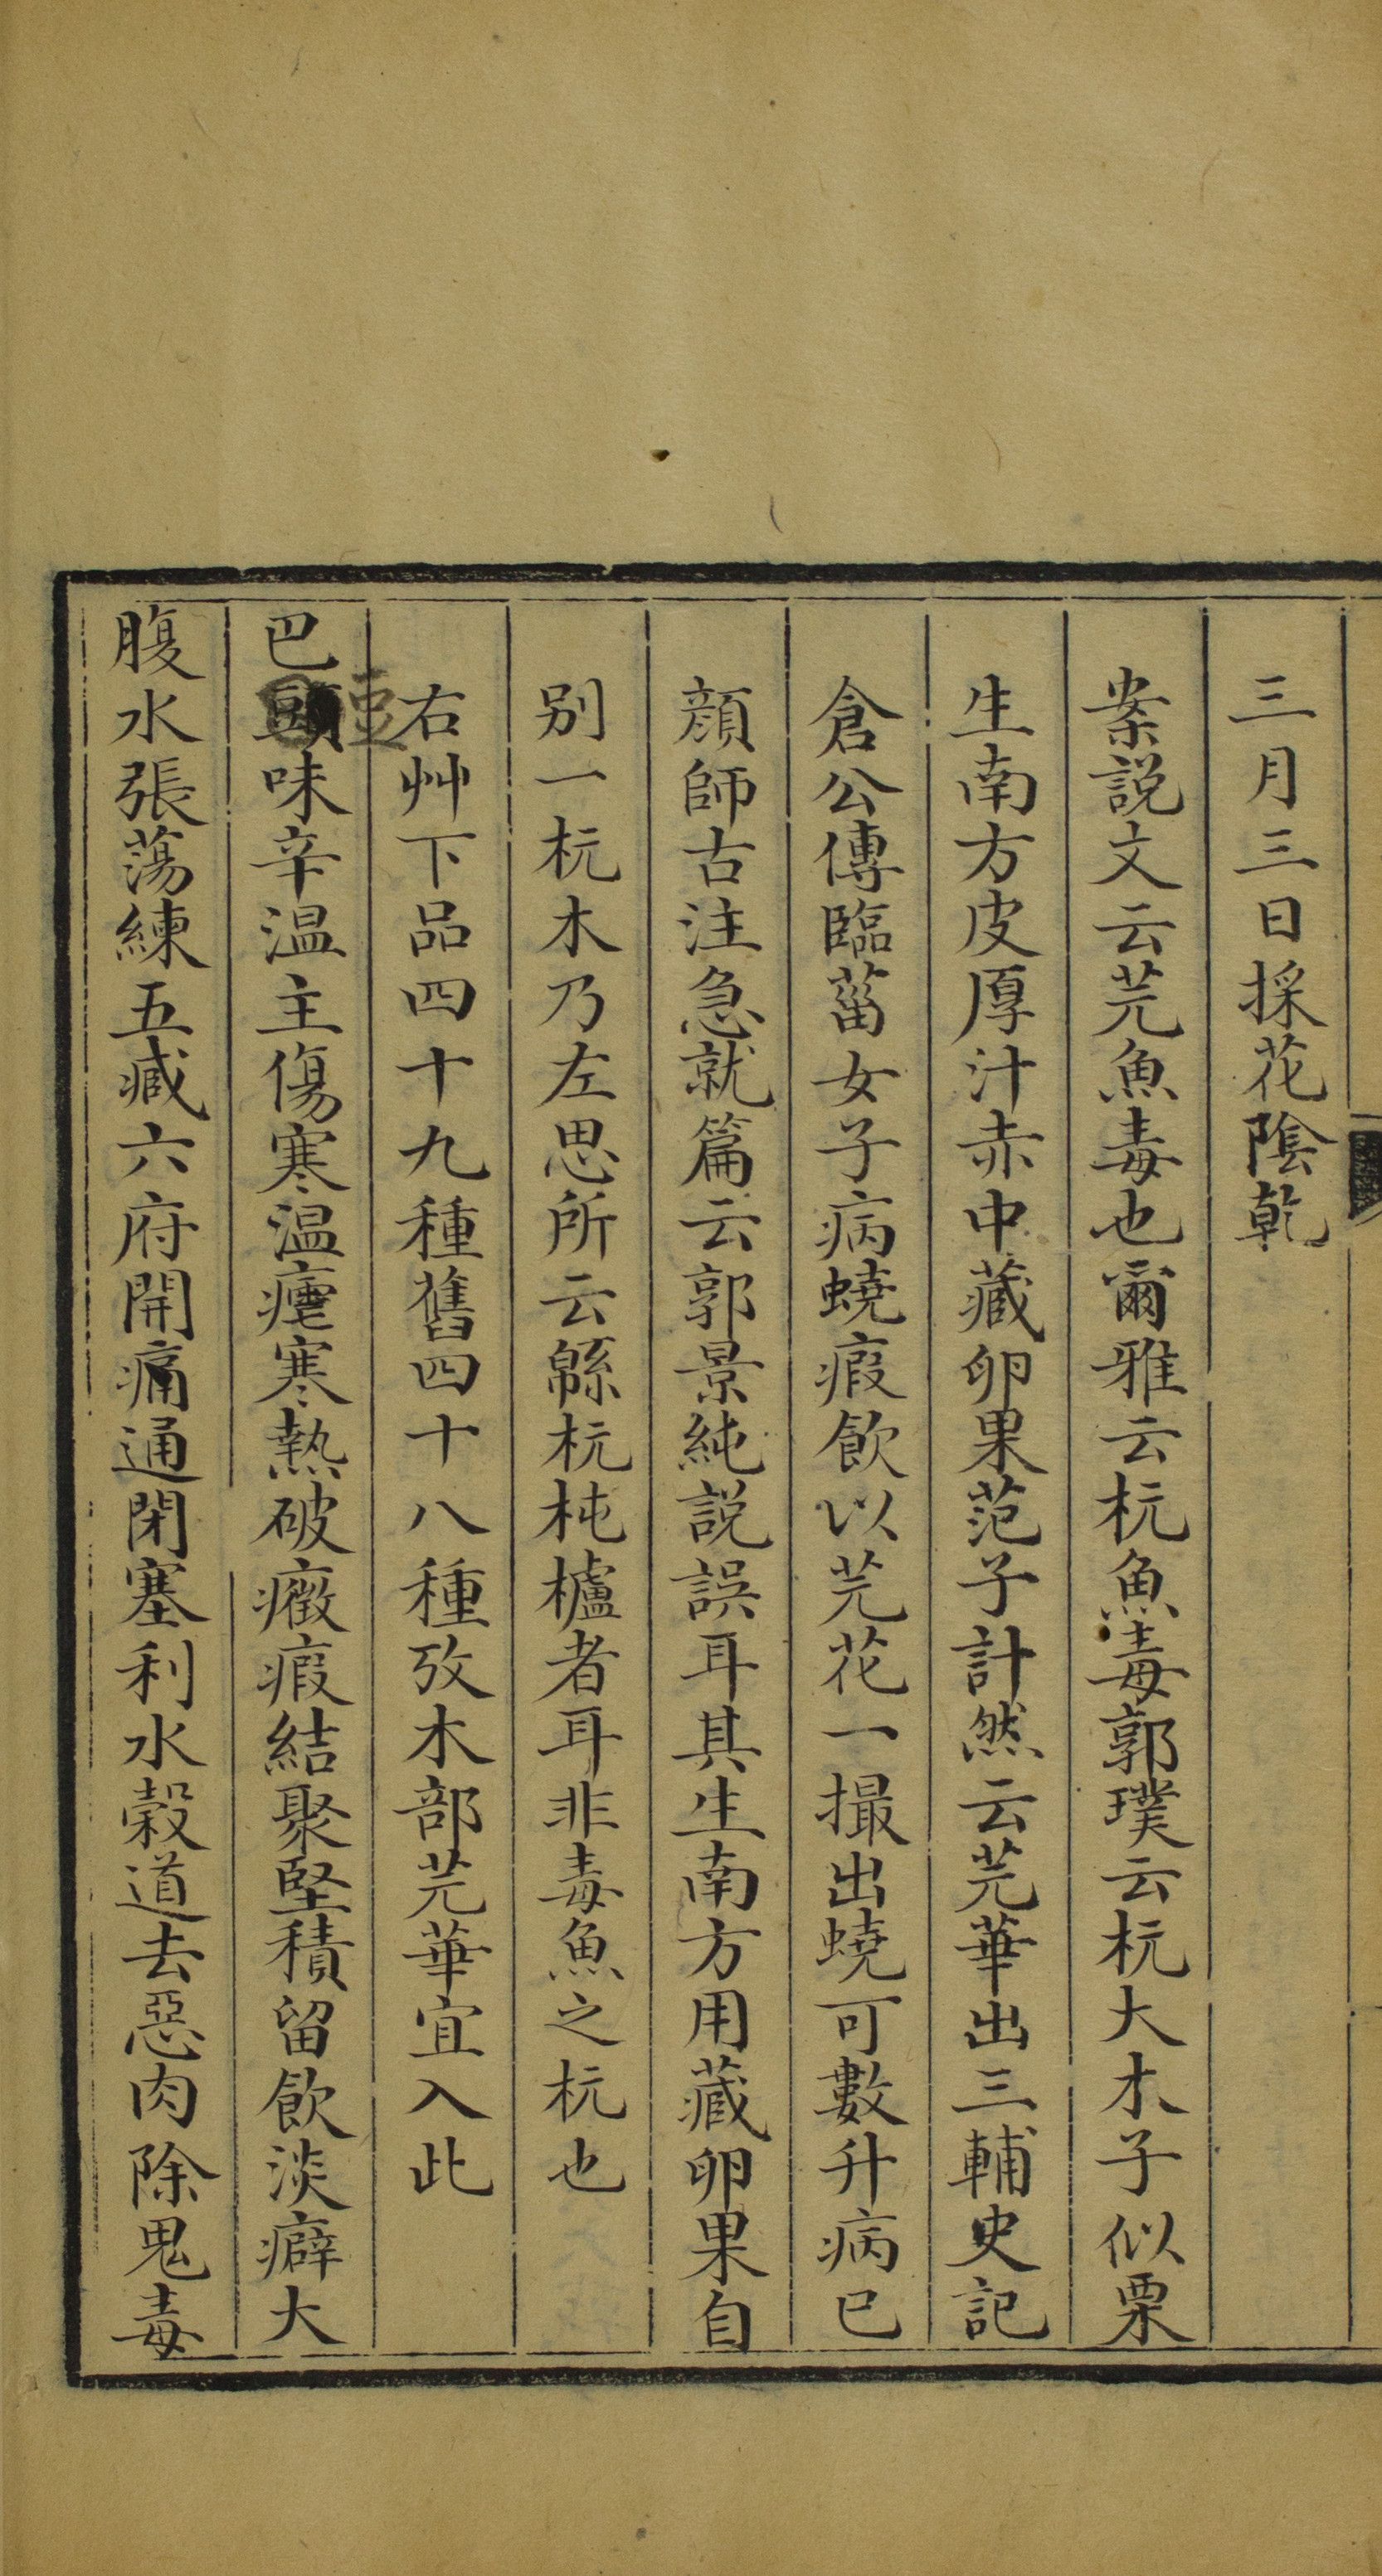 三月三日採花陰乾
案説文云芫魚毒也爾雅云杬魚毒郭璞云杬大木子似栗
生南方皮厚汁赤中藏卵果范子計然云芫華出三輔史記
倉公傳臨菑女子病蟯瘕飲以芫花一撮出蟯可數升病已
顔師古注急就篇云郭景純説誤耳其生南方用藏卵果自
别一杬木乃左思所云緜杬杶櫨者耳非毒魚之杬也
右艸下品四十九種舊四十八種攷木部芫華宜入此
豆
巴頭味辛温主傷寒温瘧寒熱破癥瘕結聚堅積留飲淡癖大
腹水張蕩練五臧六府開痛通閉塞利水穀道去惡肉除鬼毒